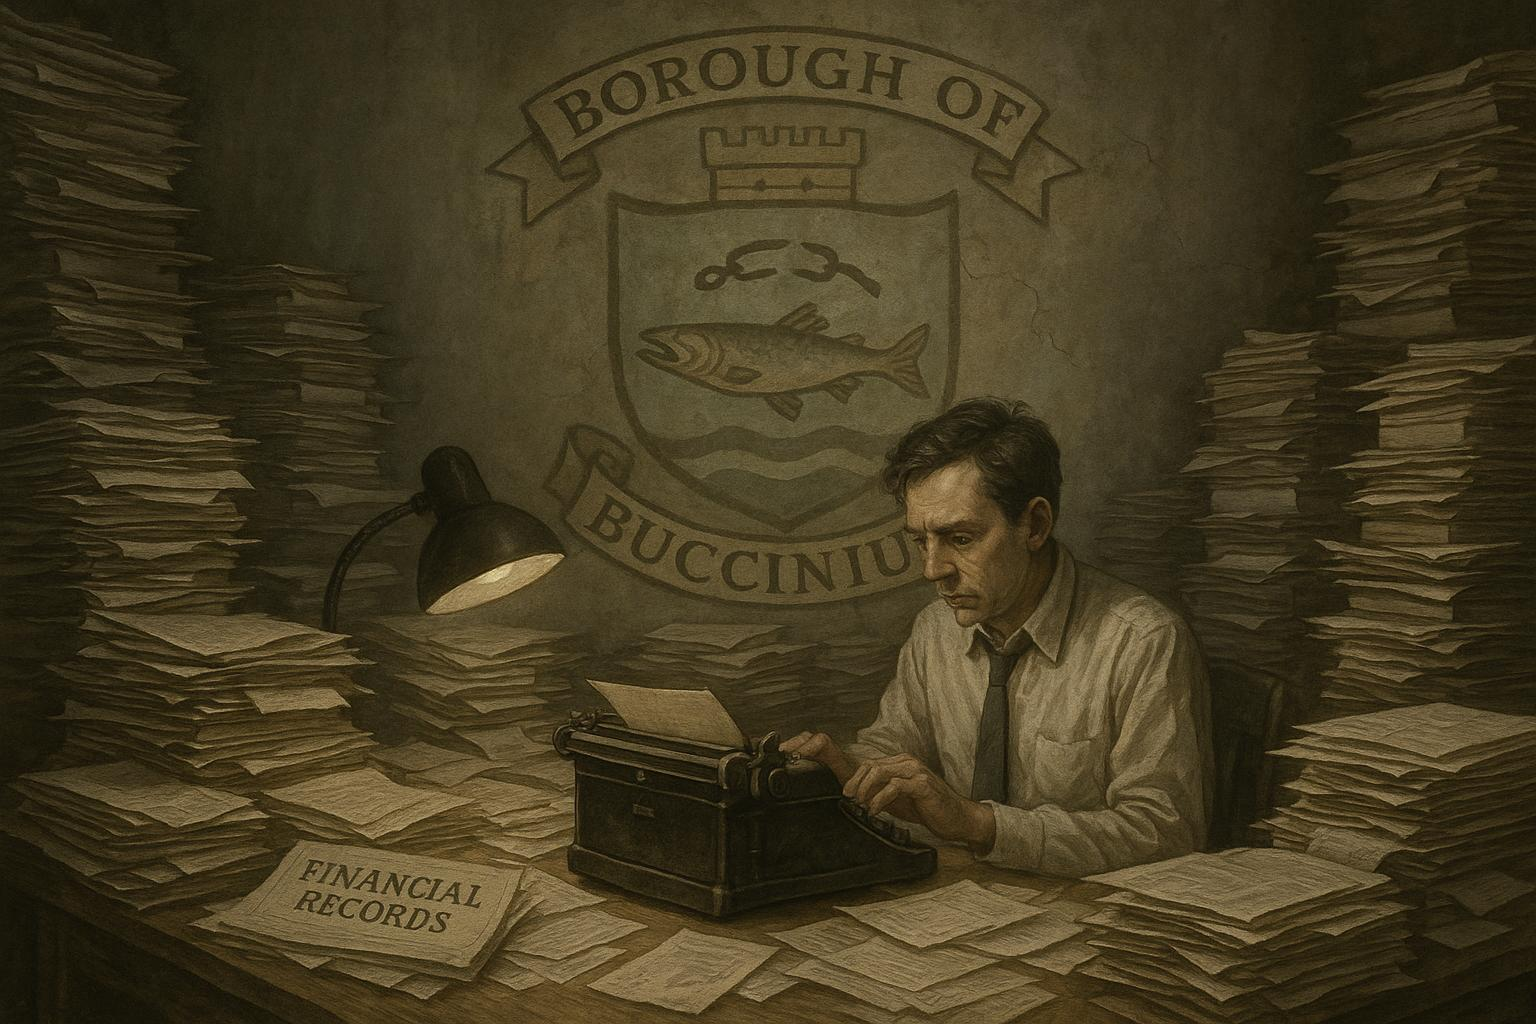 BOROUGH OF
BUCCINIU
FINANCIAL
RECORDS